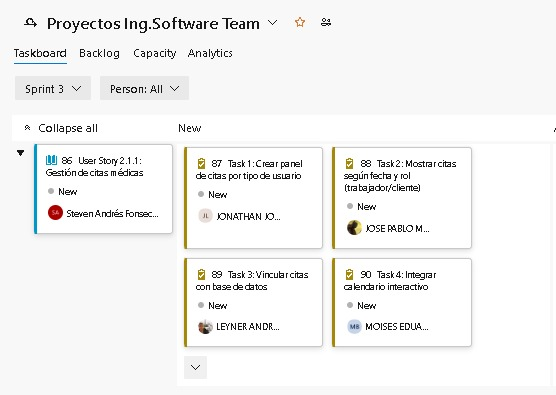 Proyectos Ing.Software Team
Taskboard Backlog Capacity Analytics
Sprint 3 Person: All
Collapse all New
86 User Story 2.1.1:
Gestión de citas médicas
New
SA Steven Andrés Fonsec...
87 Task 1: Crear panel
de citas por tipo de usuario
New
JL JONATHAN JO...
88 Task 2: Mostrar citas
según fecha y rol
(trabajador/cliente)
New
JOSE PABLO M...
89 Task 3: Vincular citas
con base de datos
New
LEYNER ANDR...
90 Task 4: Integrar
calendario interactivo
New
MB MOISES EDUA...